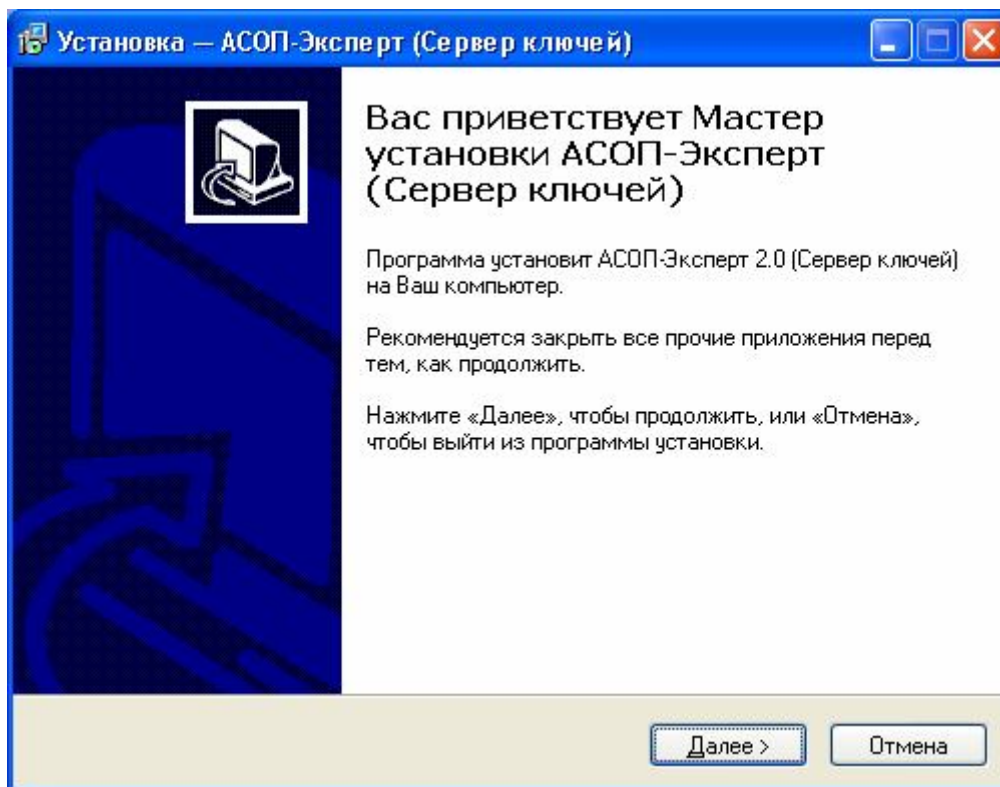 Установка — АСОП-Эксперт (Сервер ключей)
Вас приветствует Мастер
установки АСОП-Эксперт
(Сервер ключей)
Программа установит АСОП-Эксперт 2.0 (Сервер ключей)
на Ваш компьютер.
Рекомендуется закрыть все прочие приложения перед
тем, как продолжить.
Нажмите «Далее», чтобы продолжить, или «Отмена»,
чтобы выйти из программы установки.
Далее >
Отмена